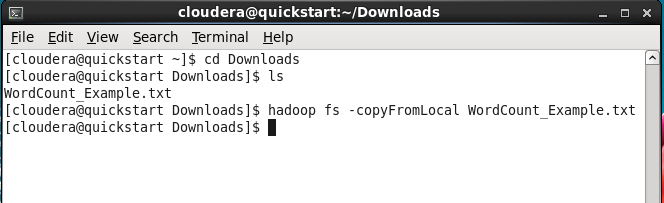 cloudera@quickstart:~/Downloads
File Edit View Search Terminal Help
[cloudera@quickstart ~]$ cd Downloads
[cloudera@quickstart Downloads]$ ls
WordCount_Example.txt
[cloudera@quickstart Downloads]$ hadoop fs -copyFromLocal WordCount_Example.txt
[cloudera@quickstart Downloads]$